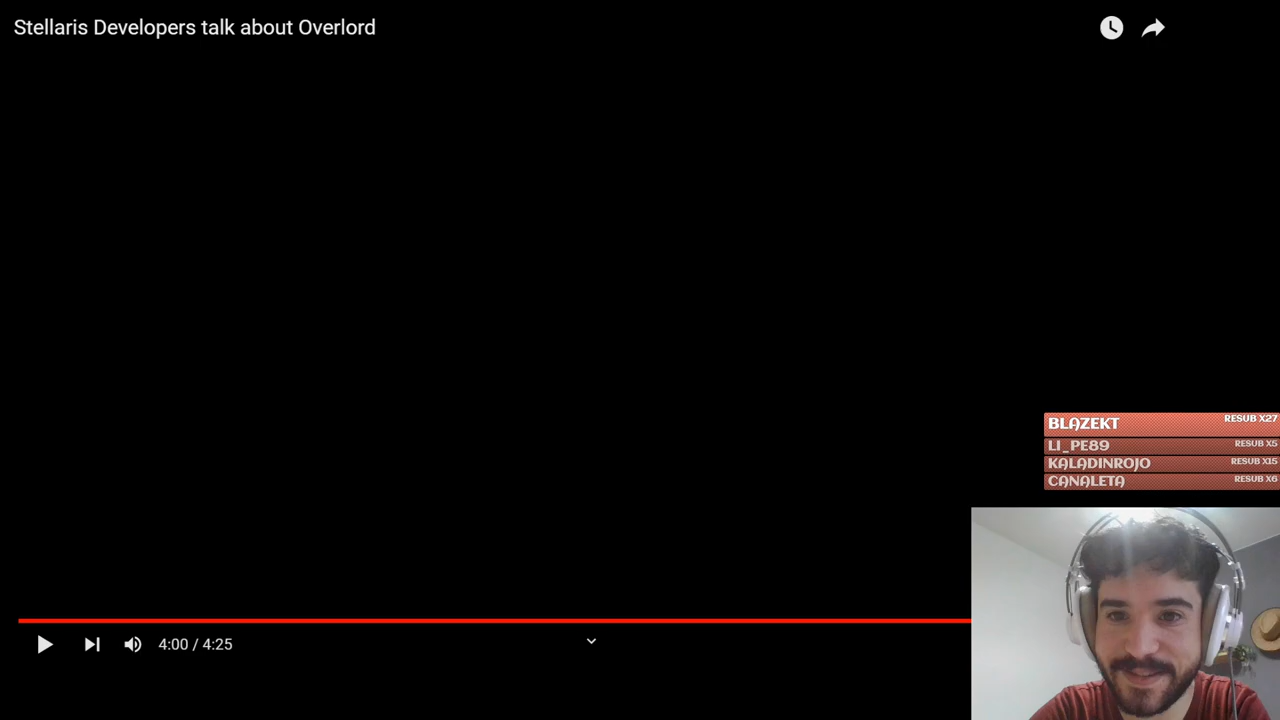 Stellaris Developers talk about Overlord
BLAZEKT RESUB X27
LI_PE89 RESUB X5
KALADINROJO RESUB X15
CANALETA RESUB X6
4:00 / 4:25